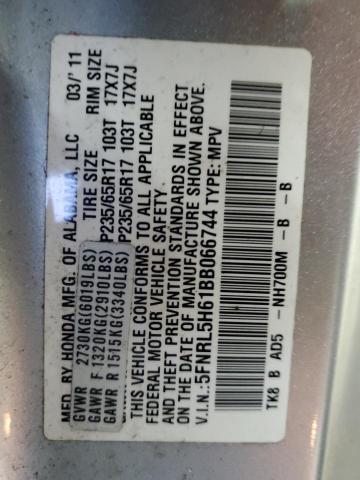 MFD BY HONDA MFG. OF ALABAMA, LLC 03/'11
GVWR 2730KG(6019LBS) TIRE SIZE RIM SIZE
GAWR F 1320KG(2910LBS) P235/65R17 103T 17X7J
GAWR R 1515KG(3340LBS) P235/65R17 103T 17X7J
THIS VEHICLE CONFORMS TO ALL APPLICABLE
FEDERAL MOTOR VEHICLE SAFETY
AND THEFT PREVENTION STANDARDS IN EFFECT
ON THE DATE OF MANUFACTURE SHOWN ABOVE.
V.I.N.:5FNRL5H61BB066744 TYPE: MPV
TK8 B AD5 -NH700M -B -B